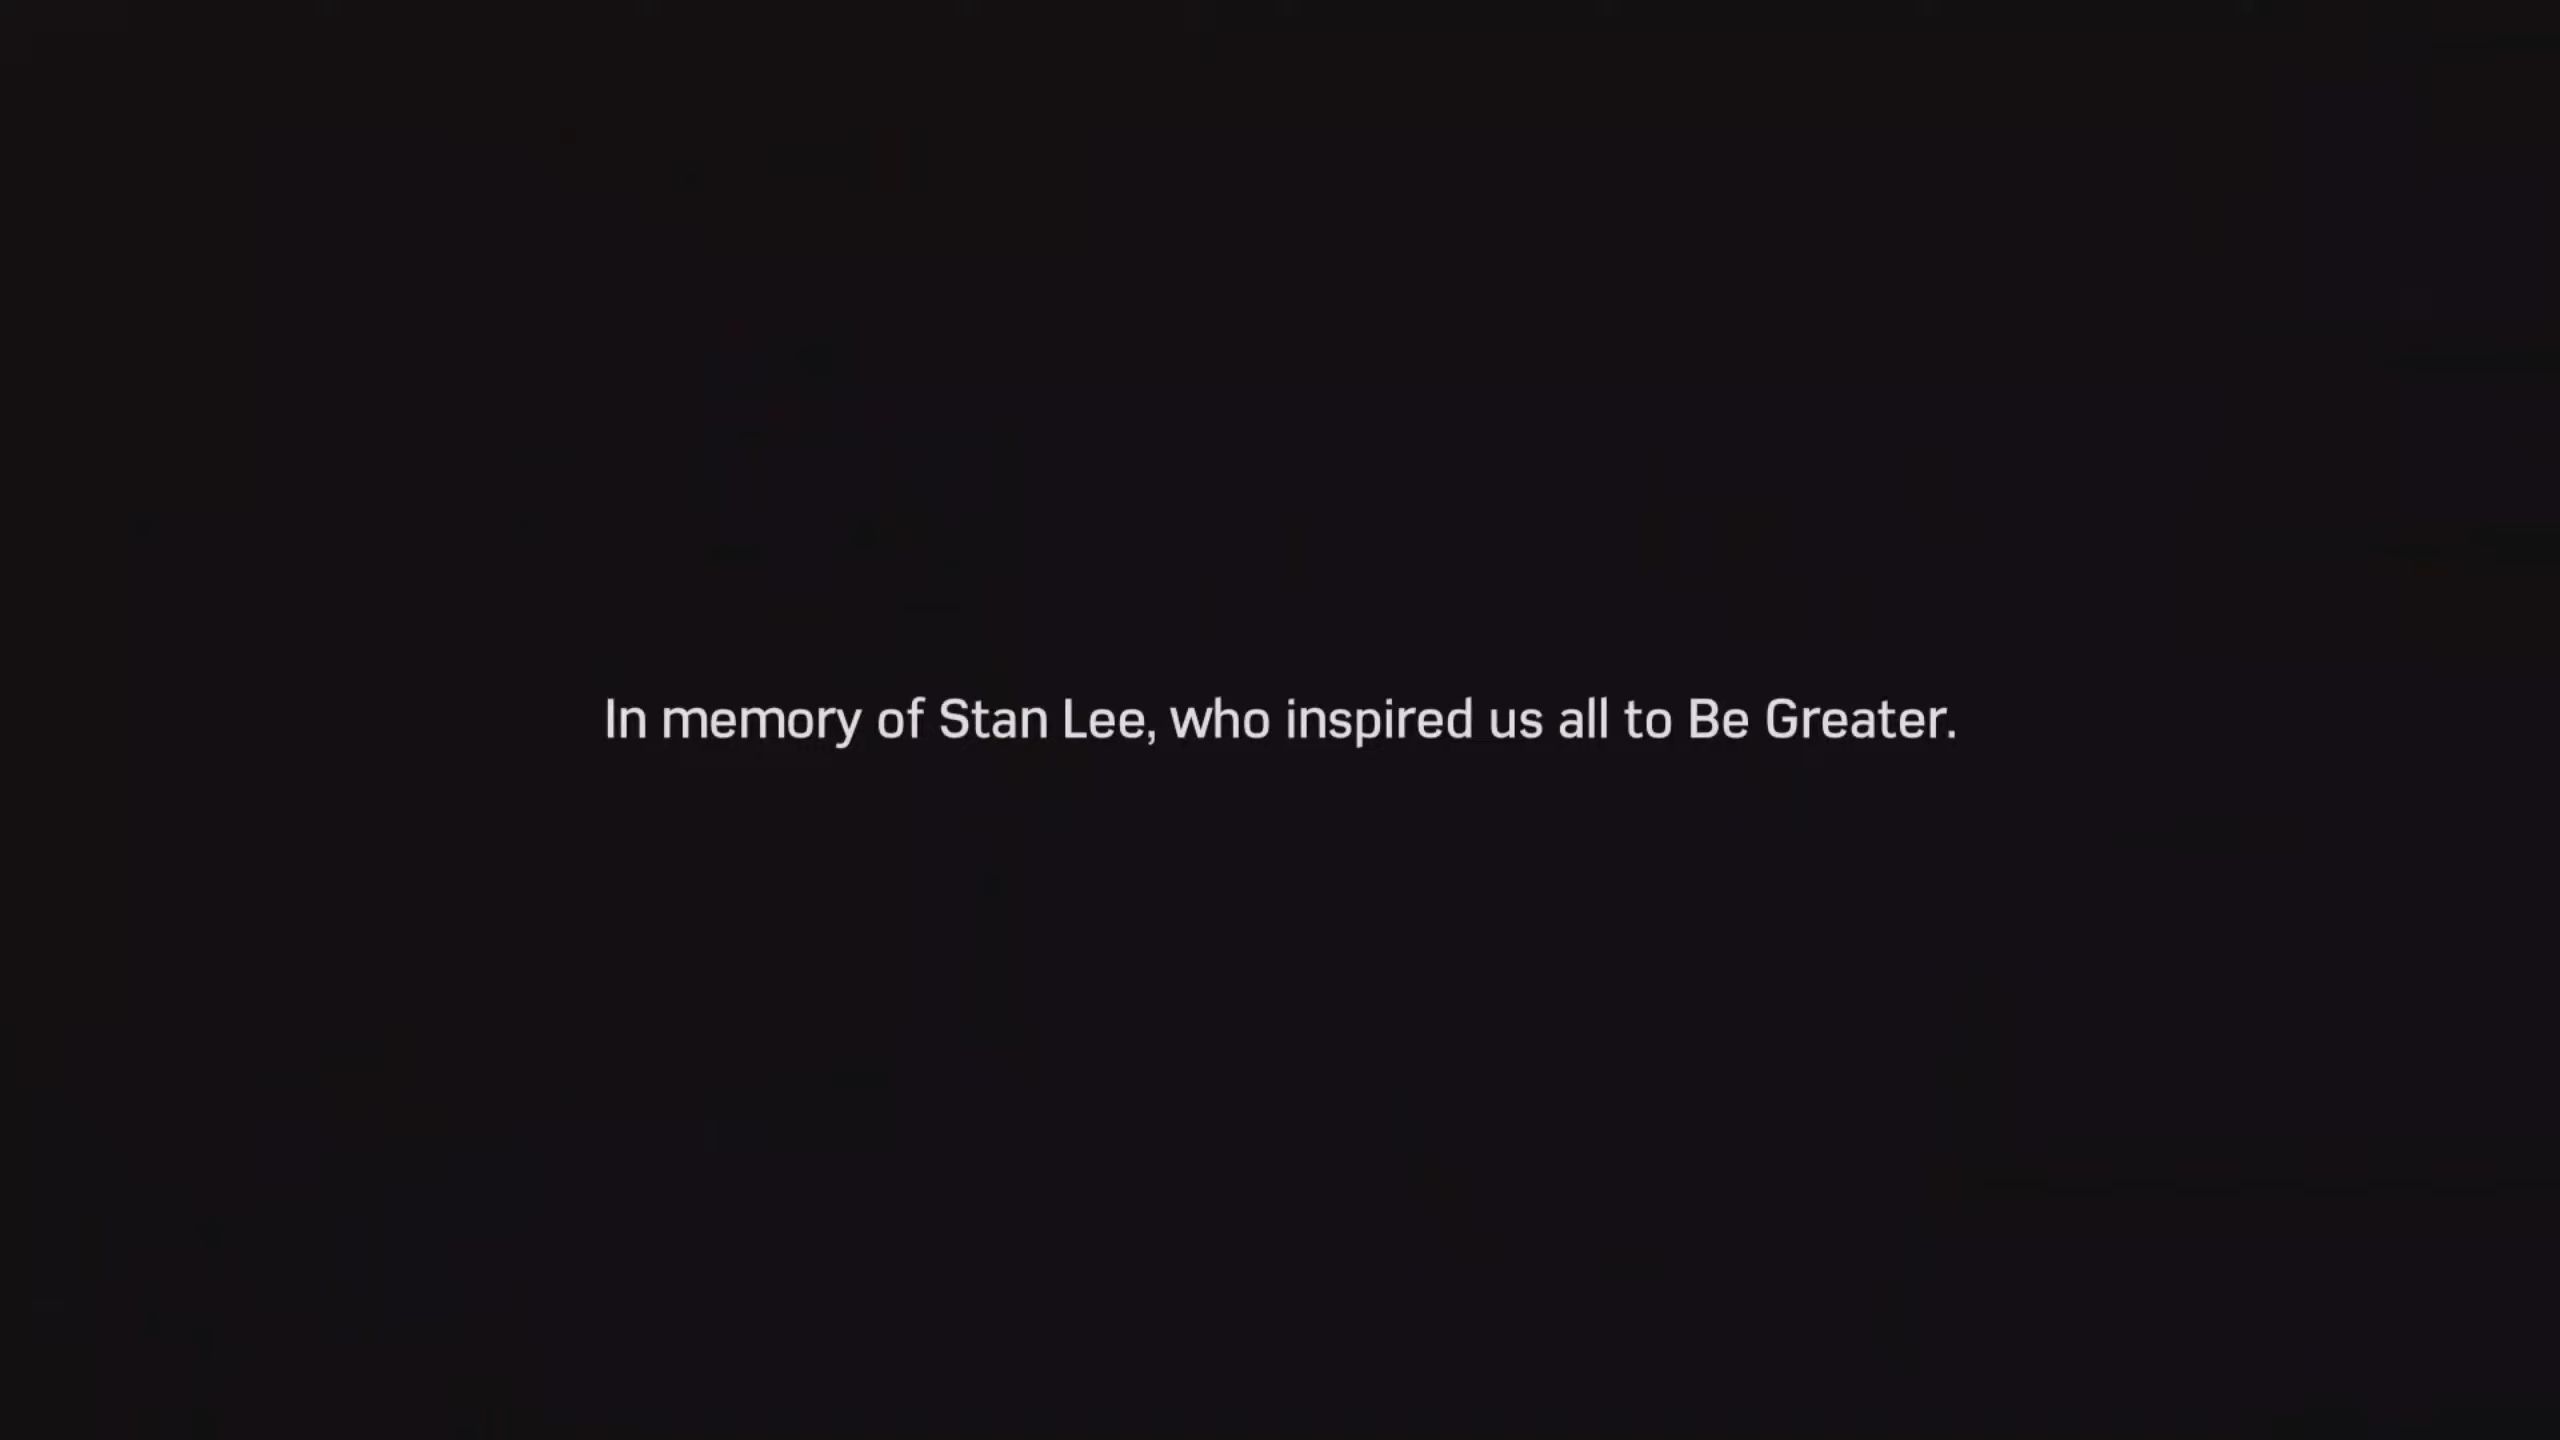 In memory of Stan Lee, who inspired us all to Be Greater.